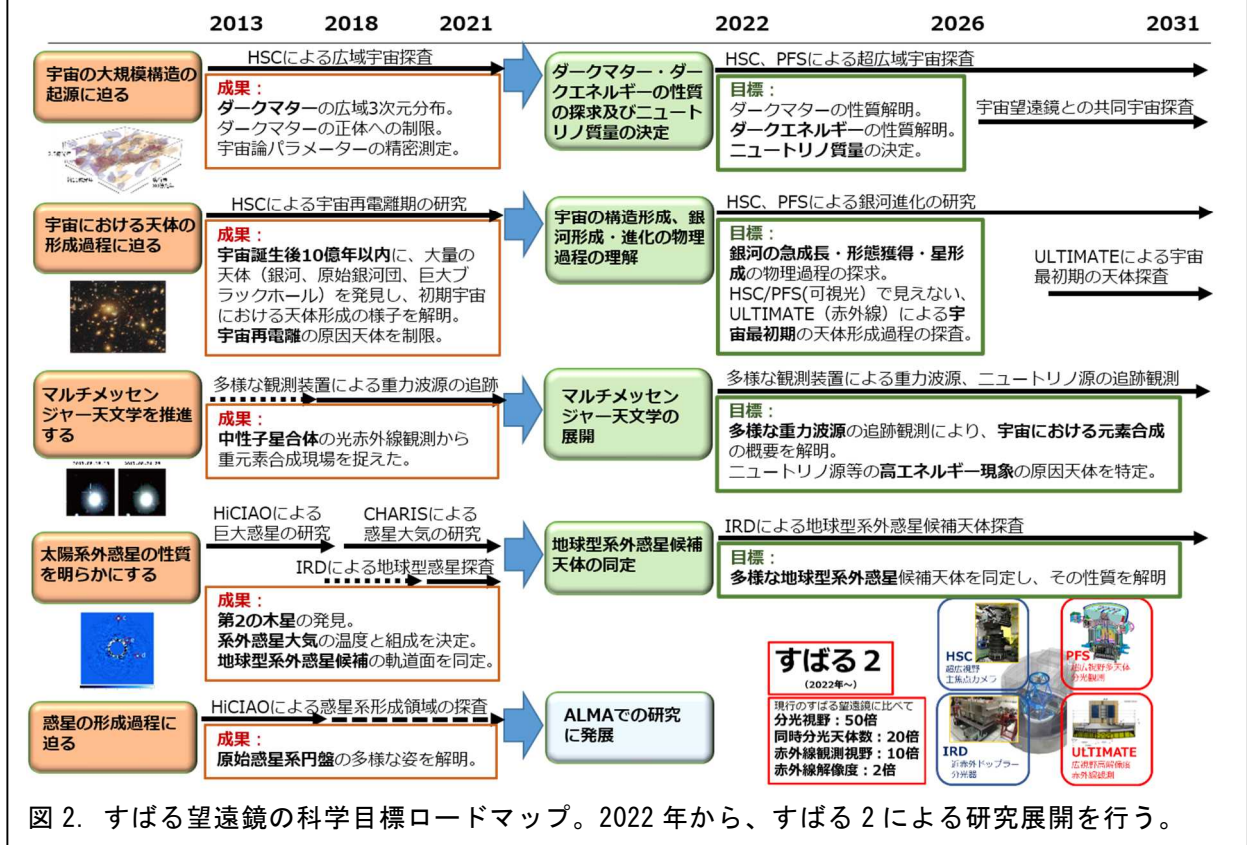 2013 2018 2021 2022 2026 2031
宇宙の大規模構造の
起源に迫る
HSCによる広域宇宙探査
成果：
ダークマターの広域3次元分布。
ダークマターの正体への制限。
宇宙論パラメーターの精密測定。
ダークマター・ダー
クエネルギーの性質
の探求及びニュート
リノ質量の決定
HSC、PFSによる超広域宇宙探査
目標：
ダークマターの性質解明。
ダークエネルギーの性質解明。
ニュートリノ質量の決定。
宇宙望遠鏡との共同宇宙探査
宇宙における天体の
形成過程に迫る
HSCによる宇宙再電離期の研究
成果：
宇宙誕生後10億年以内に、大量の
天体（銀河、原始銀河団、巨大ブ
ラックホール）を発見し、初期宇宙
における天体形成の様子を解明。
宇宙再電離の原因天体を制限。
宇宙の構造形成、銀
河形成・進化の物理
過程の理解
HSC、PFSによる銀河進化の研究
目標：
銀河の急成長・形態獲得・星形
成の物理過程の探求。
HSC/PFS(可視光）で見えない、
ULTIMATE（赤外線）による宇
宙最初期の天体形成過程の探査。
ULTIMATEによる宇宙
最初期の天体探査
マルチメッセン
ジャー天文学を推進
する
多様な観測装置による重力波源の追跡
成果：
中性子星合体の光赤外線観測から
重元素合成現場を捉えた。
マルチメッセン
ジャー天文学の
展開
多様な観測装置による重力波源、ニュートリノ源の追跡観測
目標：
多様な重力波源の追跡観測により、宇宙における元素合成
の概要を解明。
ニュートリノ源等の高エネルギー現象の原因天体を特定。
太陽系外惑星の性質
を明らかにする
HiCIAOによる
巨大惑星の研究
CHARISによる
惑星大気の研究
IRDによる地球型惑星探査
成果：
第2の木星の発見。
系外惑星大気の温度と組成を決定。
地球型系外惑星候補の軌道面を同定。
地球型系外惑星候補
天体の同定
IRDによる地球型系外惑星候補天体探査
目標：
多様な地球型系外惑星候補天体を同定し、その性質を解明
惑星の形成過程に
迫る
HiCIAOによる惑星系形成領域の探査
成果：
原始惑星系円盤の多様な姿を解明。
ALMAでの研究
に発展
すばる２
（2022年～）
現行のすばる望遠鏡に比べて
分光視野：50倍
同時分光天体数：20倍
赤外線観測視野：10倍
赤外線解像度：2倍
HSC
超広視野
主焦点カメラ
PFS
超広視野多天体
分光観測
IRD
近赤外ドップラー
分光器
ULTIMATE
広視野高解像度
赤外線観測
図 2. すばる望遠鏡の科学目標ロードマップ。2022 年から、すばる 2 による研究展開を行う。